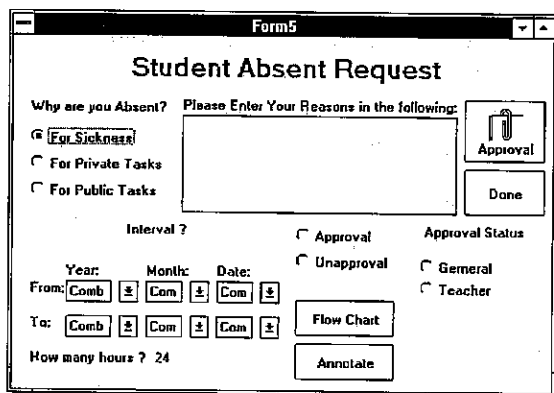 Form5
Student Absent Request
Why are you Absent?
For Sickness
For Private Tasks
For Public Tasks
Please Enter Your Reasons in the following:
Approval
Done
Interval ?
Year: Month: Date:
From: Comb Com Com
To: Comb Com Com
How many hours ? 24
Approval
Unapproval
Flow Chart
Annotate
Approval Status
Gemeral
Teacher